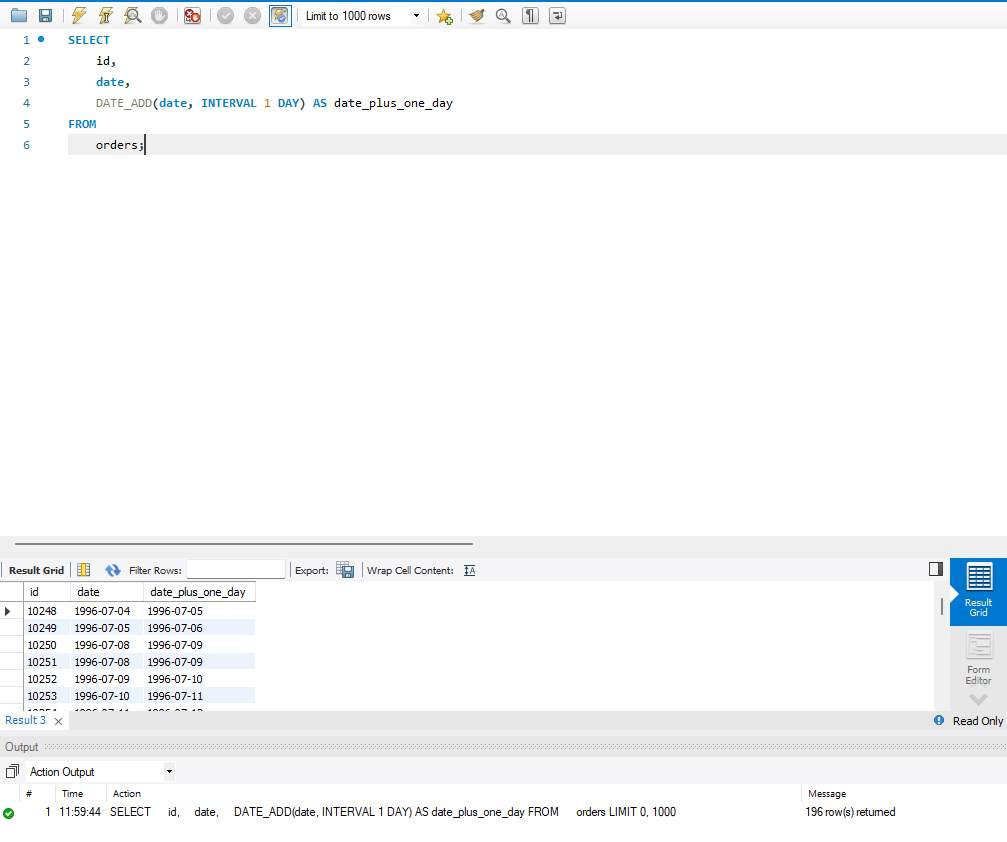 Limit to 1000 rows
1 SELECT
2 id,
3 date,
4 DATE_ADD(date, INTERVAL 1 DAY) AS date_plus_one_day
5 FROM
6 orders;
Result Grid Filter Rows: Export: Wrap Cell Content: IA
id date date_plus_one_day
10248 1996-07-04 1996-07-05
10249 1996-07-05 1996-07-06
10250 1996-07-08 1996-07-09
10251 1996-07-08 1996-07-09
10252 1996-07-09 1996-07-10
10253 1996-07-10 1996-07-11
Result
Grid
Form
Editor
Result 3 Read Only
Output
Action Output
# Time Action Message
1 11:59:44 SELECT id, date, DATE_ADD(date, INTERVAL 1 DAY) AS date_plus_one_day FROM orders LIMIT 0, 1000 196 row(s) returned